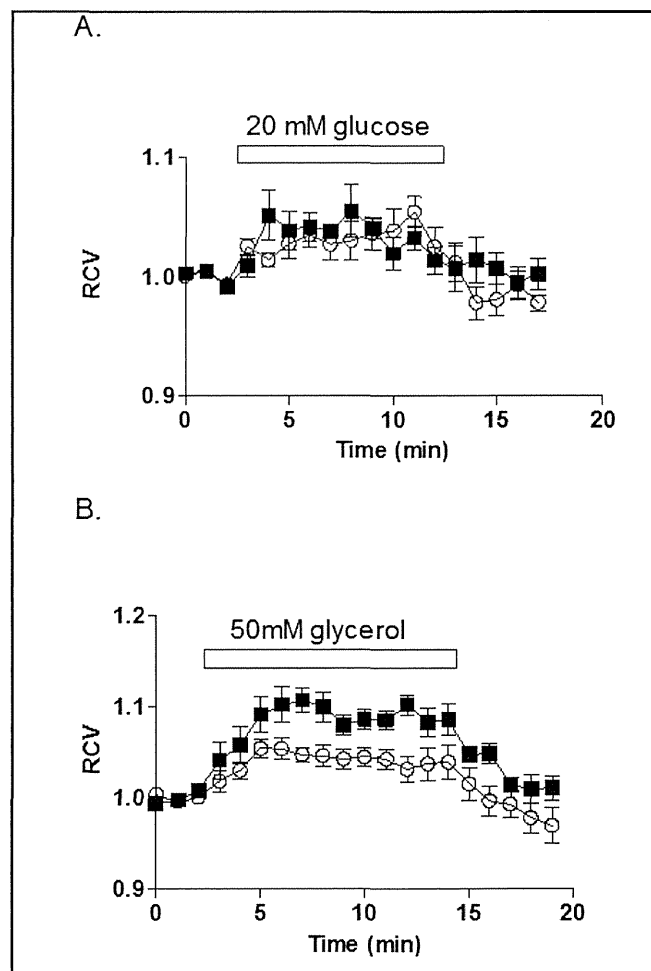 A.
20 mM glucose
1.1
1.0
0.9
RCV
0 5 10 15 20
Time (min)
B.
50mM glycerol
1.2
1.1
1.0
0.9
RCV
0 5 10 15 20
Time (min)